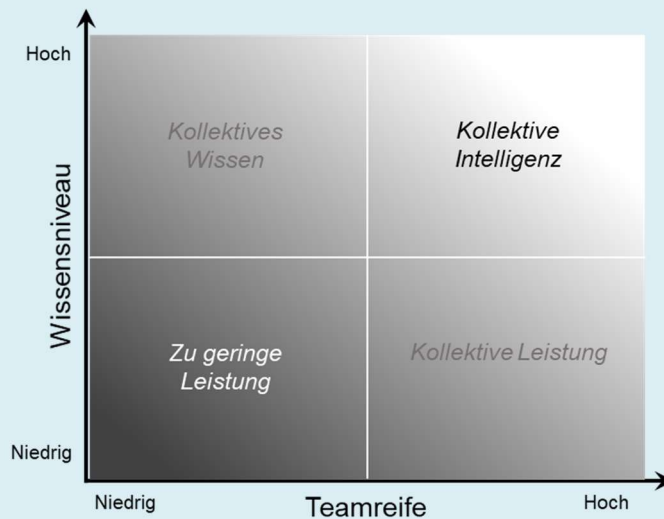 Hoch
Kollektives
Wissen
Kollektive
Intelligenz
Wissensniveau
Zu geringe
Leistung
Kollektive Leistung
Niedrig
Niedrig
Teamreife
Hoch